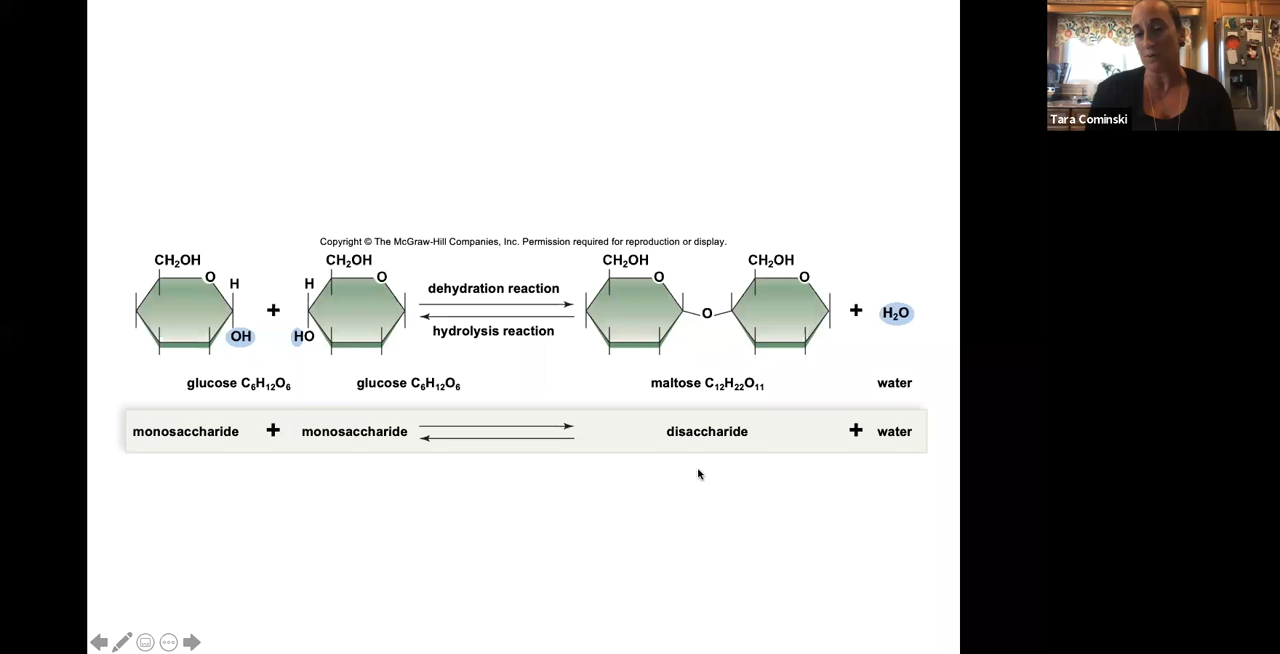 Tara Cominski
Copyright © The McGraw-Hill Companies, Inc. Permission required for reproduction or display.
CH₂OH CH₂OH CH₂OH CH₂OH
O H H O O O
dehydration reaction
+ O + H₂O
hydrolysis reaction
OH HO
glucose C₆H₁₂O₆ glucose C₆H₁₂O₆ maltose C₁₂H₂₂O₁₁ water
monosaccharide + monosaccharide disaccharide + water